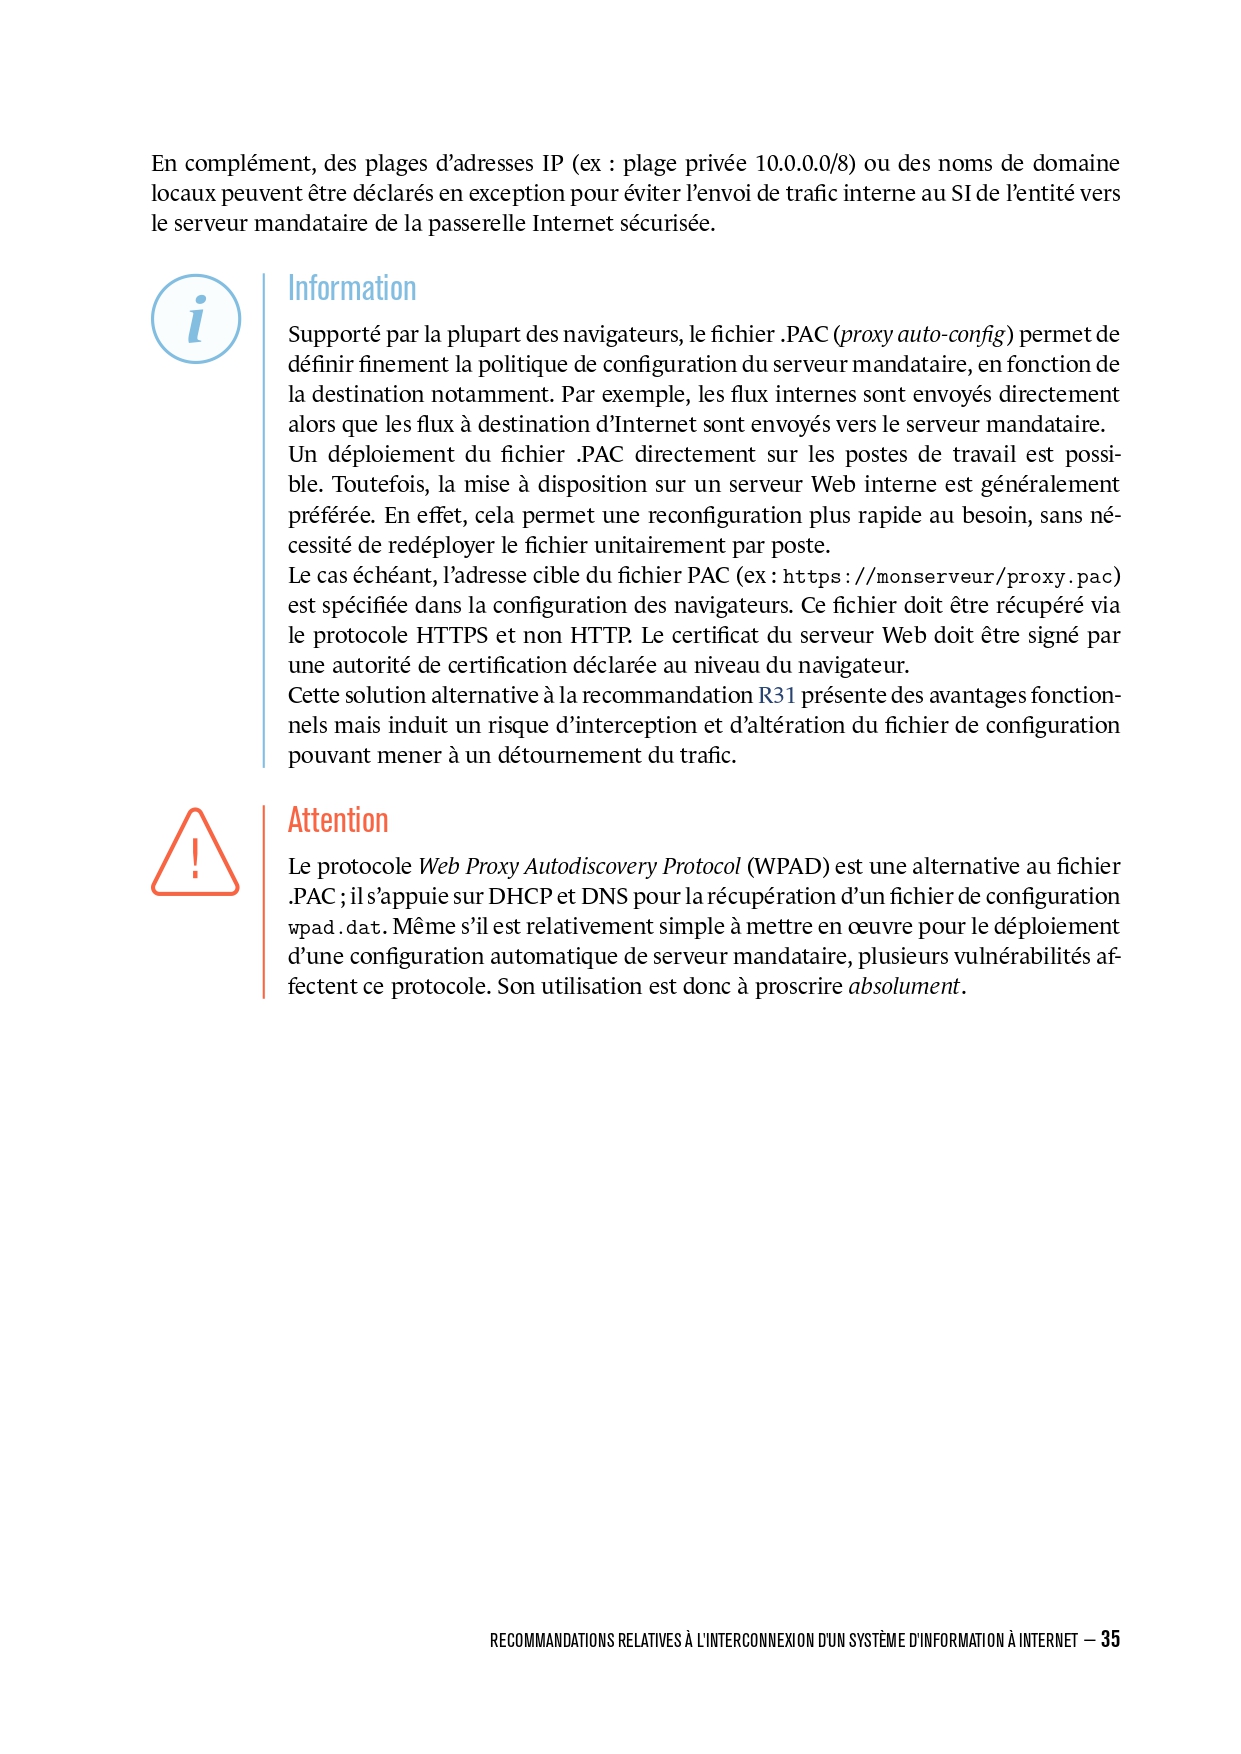 En complément, des plages d’adresses IP (ex : plage privée 10.0.0.0/8) ou des noms de domaine
locaux peuvent être déclarés en exception pour éviter l’envoi de trafic interne au SI de l’entité vers
le serveur mandataire de la passerelle Internet sécurisée.
i
Information
Supporté par la plupart des navigateurs, le fichier .PAC (proxy auto-config) permet de
définir finement la politique de configuration du serveur mandataire, en fonction de
la destination notamment. Par exemple, les flux internes sont envoyés directement
alors que les flux à destination d’Internet sont envoyés vers le serveur mandataire.
Un déploiement du fichier .PAC directement sur les postes de travail est possi-
ble. Toutefois, la mise à disposition sur un serveur Web interne est généralement
préférée. En effet, cela permet une reconfiguration plus rapide au besoin, sans né-
cessité de redéployer le fichier unitairement par poste.
Le cas échéant, l’adresse cible du fichier PAC (ex : https://monserveur/proxy.pac)
est spécifiée dans la configuration des navigateurs. Ce fichier doit être récupéré via
le protocole HTTPS et non HTTP. Le certificat du serveur Web doit être signé par
une autorité de certification déclarée au niveau du navigateur.
Cette solution alternative à la recommandation R31 présente des avantages fonction-
nels mais induit un risque d’interception et d’altération du fichier de configuration
pouvant mener à un détournement du trafic.
!
Attention
Le protocole Web Proxy Autodiscovery Protocol (WPAD) est une alternative au fichier
.PAC ; il s’appuie sur DHCP et DNS pour la récupération d’un fichier de configuration
wpad.dat. Même s’il est relativement simple à mettre en œuvre pour le déploiement
d’une configuration automatique de serveur mandataire, plusieurs vulnérabilités af-
fectent ce protocole. Son utilisation est donc à proscrire absolument.
RECOMMANDATIONS RELATIVES À L'INTERCONNEXION D'UN SYSTÈME D'INFORMATION À INTERNET – 35